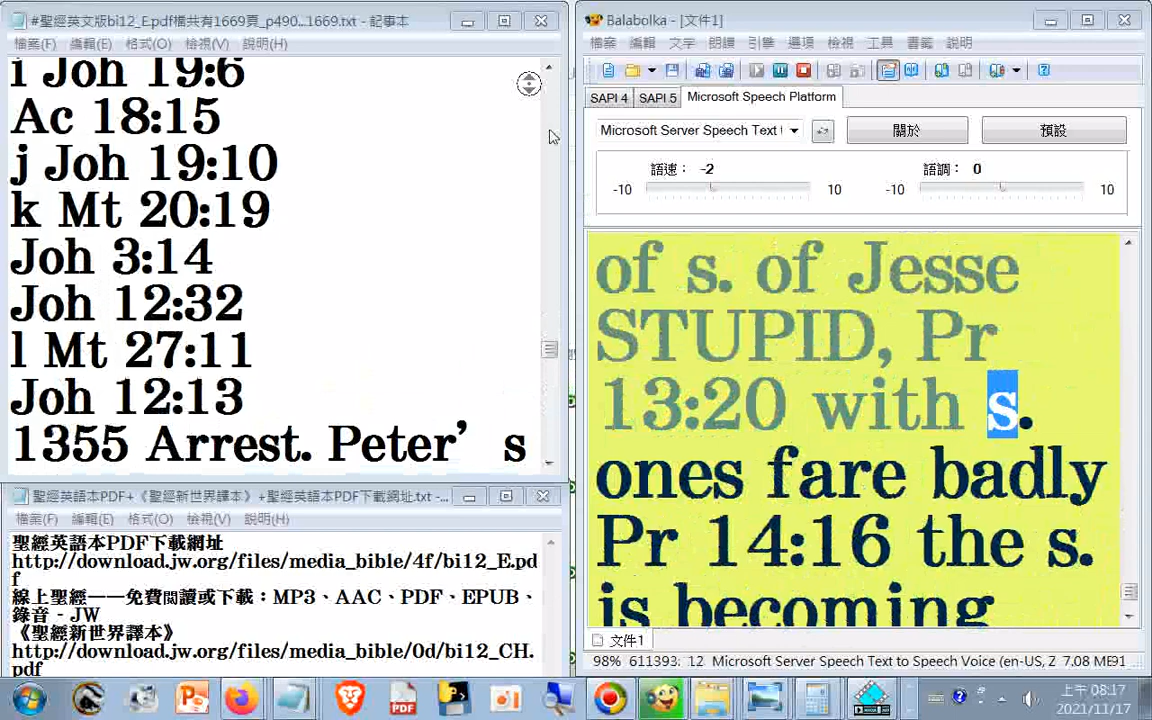 #聖經英文版bi12_E.pdf檔共有1669頁_p490...1669.txt - 記事本
檔案(F) 編輯(E) 格式(O) 檢視(V) 說明(H)
i Joh 19:6
Ac 18:15
j Joh 19:10
k Mt 20:19
Joh 3:14
Joh 12:32
l Mt 27:11
Joh 12:13
1355 Arrest. Peter’s
聖經英語本PDF+《聖經新世界譯本》+聖經英語本PDF下載網址.txt -...
檔案(F) 編輯(E) 格式(O) 檢視(V) 說明(H)
聖經英語本PDF下載網址
http://download.jw.org/files/media_bible/4f/bi12_E.pd
f
線上聖經——免費閱讀或下載：MP3、AAC、PDF、EPUB、
錄音 - JW
《聖經新世界譯本》
http://download.jw.org/files/media_bible/0d/bi12_CH.
pdf
Balabolka - [文件1]
檔案 編輯 文字 朗讀 引擎 選項 檢視 工具 書籤 說明
SAPI 4 SAPI 5 Microsoft Speech Platform
Microsoft Server Speech Text t 關於 預設
語速： -2 語調： 0
-10 10 -10 10
of s. of Jesse
STUPID, Pr
13:20 with s.
ones fare badly
Pr 14:16 the s.
is becoming
文件1
98% 611393: 12 Microsoft Server Speech Text to Speech Voice (en-US, Z 7.08 ME91
PDF
上午 08:17
2021/11/17